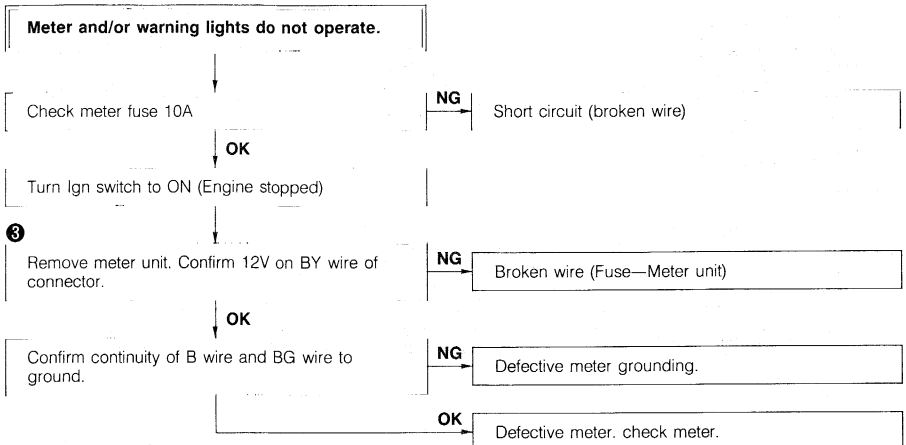 Meter and/or warning lights do not operate.
Check meter fuse 10A
NG
Short circuit (broken wire)
OK
Turn Ign switch to ON (Engine stopped)
3
Remove meter unit. Confirm 12V on BY wire of
connector.
NG
Broken wire (Fuse—Meter unit)
OK
Confirm continuity of B wire and BG wire to
ground.
NG
Defective meter grounding.
OK
Defective meter. check meter.